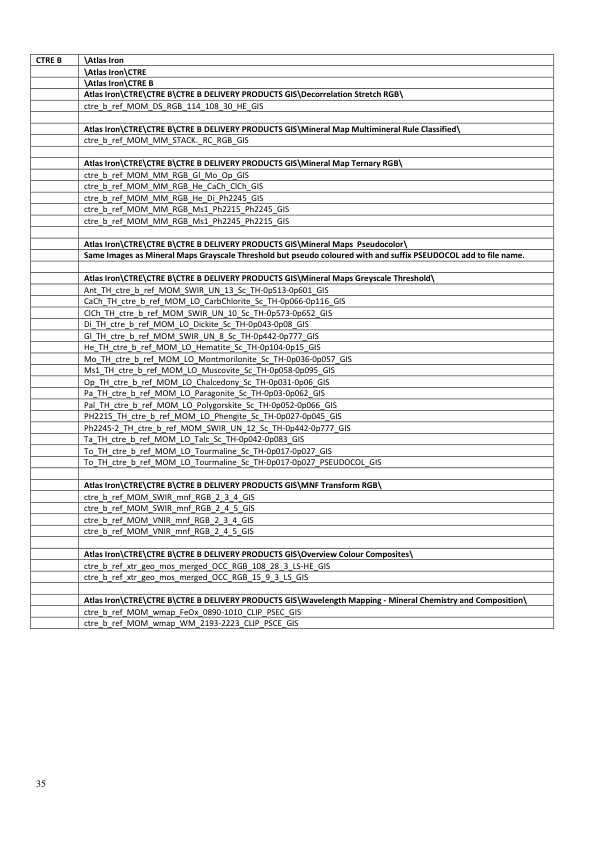 CTRE B \Atlas Iron
\Atlas Iron\CTRE
\Atlas Iron\CTRE B
Atlas Iron\CTRE\CTRE B\CTRE B DELIVERY PRODUCTS GIS\Decorrelation Stretch RGB\
ctre_b_ref_MOM_DS_RGB_114_108_30_HE_GIS
Atlas Iron\CTRE\CTRE B\CTRE B DELIVERY PRODUCTS GIS\Mineral Map Multimineral Rule Classified\
ctre_b_ref_MOM_MM_STACK._RC_RGB_GIS
Atlas Iron\CTRE\CTRE B\CTRE B DELIVERY PRODUCTS GIS\Mineral Map Ternary RGB\
ctre_b_ref_MOM_MM_RGB_Gl_Mo_Op_GIS
ctre_b_ref_MOM_MM_RGB_He_CaCh_ClCh_GIS
ctre_b_ref_MOM_MM_RGB_He_Di_Ph2245_GIS
ctre_b_ref_MOM_MM_RGB_Ms1_Ph2215_Ph2245_GIS
ctre_b_ref_MOM_MM_RGB_Ms1_Ph2245_Ph2215_GIS
Atlas Iron\CTRE\CTRE B\CTRE B DELIVERY PRODUCTS GIS\Mineral Maps  Pseudocolor\
Same Images as Mineral Maps Grayscale Threshold but pseudo coloured with and suffix PSEUDOCOL add to file name.
Atlas Iron\CTRE\CTRE B\CTRE B DELIVERY PRODUCTS GIS\Mineral Maps Greyscale Threshold\
Ant_TH_ctre_b_ref_MOM_SWIR_UN_13_Sc_TH-0p513-0p601_GIS
CaCh_TH_ctre_b_ref_MOM_LO_CarbChlorite_Sc_TH-0p066-0p116_GIS
ClCh_TH_ctre_b_ref_MOM_SWIR_UN_10_Sc_TH-0p573-0p652_GIS
Di_TH_ctre_b_ref_MOM_LO_Dickite_Sc_TH-0p043-0p08_GIS
Gl_TH_ctre_b_ref_MOM_SWIR_UN_8_Sc_TH-0p442-0p777_GIS
He_TH_ctre_b_ref_MOM_LO_Hematite_Sc_TH-0p104-0p15_GIS
Mo_TH_ctre_b_ref_MOM_LO_Montmorilonite_Sc_TH-0p036-0p057_GIS
Ms1_TH_ctre_b_ref_MOM_LO_Muscovite_Sc_TH-0p058-0p095_GIS
Op_TH_ctre_b_ref_MOM_LO_Chalcedony_Sc_TH-0p031-0p06_GIS
Pa_TH_ctre_b_ref_MOM_LO_Paragonite_Sc_TH-0p03-0p062_GIS
Pal_TH_ctre_b_ref_MOM_LO_Polygorskite_Sc_TH-0p052-0p066_GIS
PH2215_TH_ctre_b_ref_MOM_LO_Phengite_Sc_TH-0p027-0p045_GIS
Ph2245-2_TH_ctre_b_ref_MOM_SWIR_UN_12_Sc_TH-0p442-0p777_GIS
Ta_TH_ctre_b_ref_MOM_LO_Talc_Sc_TH-0p042-0p083_GIS
To_TH_ctre_b_ref_MOM_LO_Tourmaline_Sc_TH-0p017-0p027_GIS
To_TH_ctre_b_ref_MOM_LO_Tourmaline_Sc_TH-0p017-0p027_PSEUDOCOL_GIS
Atlas Iron\CTRE\CTRE B\CTRE B DELIVERY PRODUCTS GIS\MNF Transform RGB\
ctre_b_ref_MOM_SWIR_mnf_RGB_2_3_4_GIS
ctre_b_ref_MOM_SWIR_mnf_RGB_2_4_5_GIS
ctre_b_ref_MOM_VNIR_mnf_RGB_2_3_4_GIS
ctre_b_ref_MOM_VNIR_mnf_RGB_2_4_5_GIS
Atlas Iron\CTRE\CTRE B\CTRE B DELIVERY PRODUCTS GIS\Overview Colour Composites\
ctre_b_ref_xtr_geo_mos_merged_OCC_RGB_108_28_3_LS-HE_GIS
ctre_b_ref_xtr_geo_mos_merged_OCC_RGB_15_9_3_LS_GIS
Atlas Iron\CTRE\CTRE B\CTRE B DELIVERY PRODUCTS GIS\Wavelength Mapping - Mineral Chemistry and Composition\
ctre_b_ref_MOM_wmap_FeOx_0890-1010_CLIP_PSEC_GIS
ctre_b_ref_MOM_wmap_WM_2193-2223_CLIP_PSCE_GIS
35